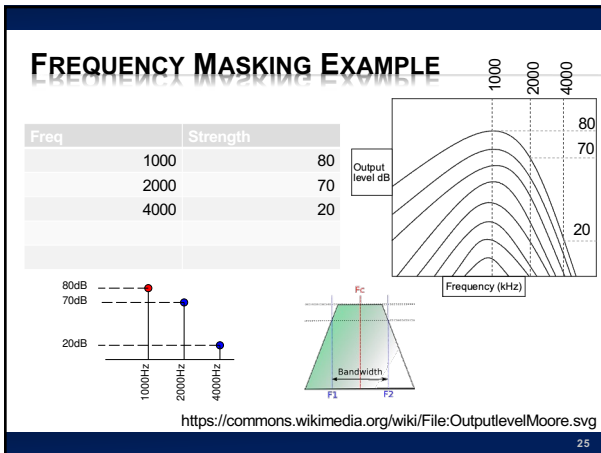 FREQUENCY MASKING EXAMPLE
1000
2000
4000
Freq Strength
1000 80
2000 70
4000 20
Output
level dB
80
70
20
Frequency (kHz)
80dB
70dB
20dB
1000Hz
2000Hz
4000Hz
Fc
Bandwidth
F1 F2
https://commons.wikimedia.org/wiki/File:OutputlevelMoore.svg
25